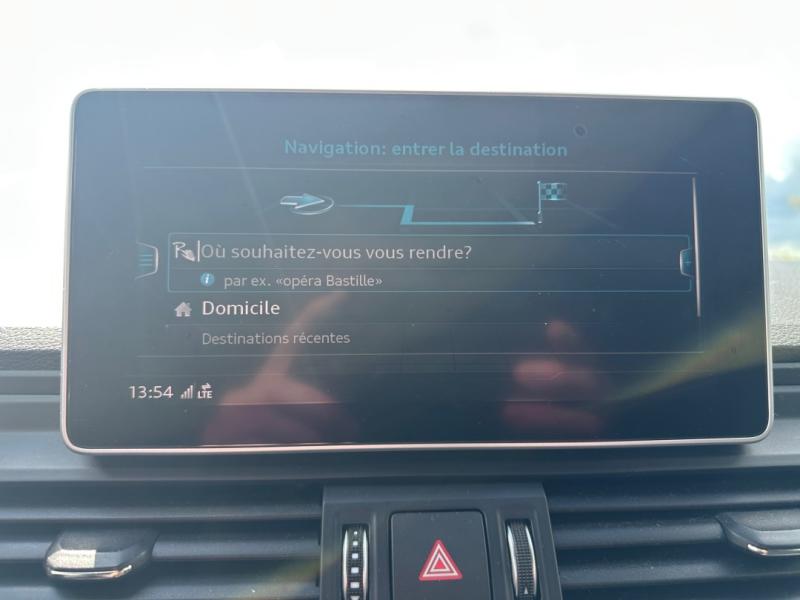 Navigation: entrer la destination
Où souhaitez-vous vous rendre?
par ex. «opéra Bastille»
Domicile
Destinations récentes
13:54 LTE